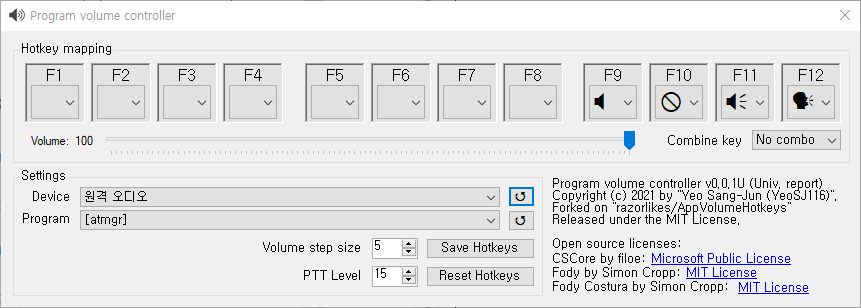 Program volume controller
Hotkey mapping
F1 F2 F3 F4 F5 F6 F7 F8 F9 F10 F11 F12
Volume: 100
Combine key No combo
Settings
Device 원격 오디오
Program [atmgr]
Volume step size 5 Save Hotkeys
PTT Level 15 Reset Hotkeys
Program volume controller v0.0.1U (Univ. report)
Copyright (c) 2021 by "Yeo Sang-Jun (YeoSJ116)".
Forked on "razorlikes/AppVolumeHotkeys"
Released under the MIT License.
Open source licenses:
CSCore by filoe: Microsoft Public License
Fody by Simon Cropp: MIT License
Fody Costura by Simon Cropp: MIT License